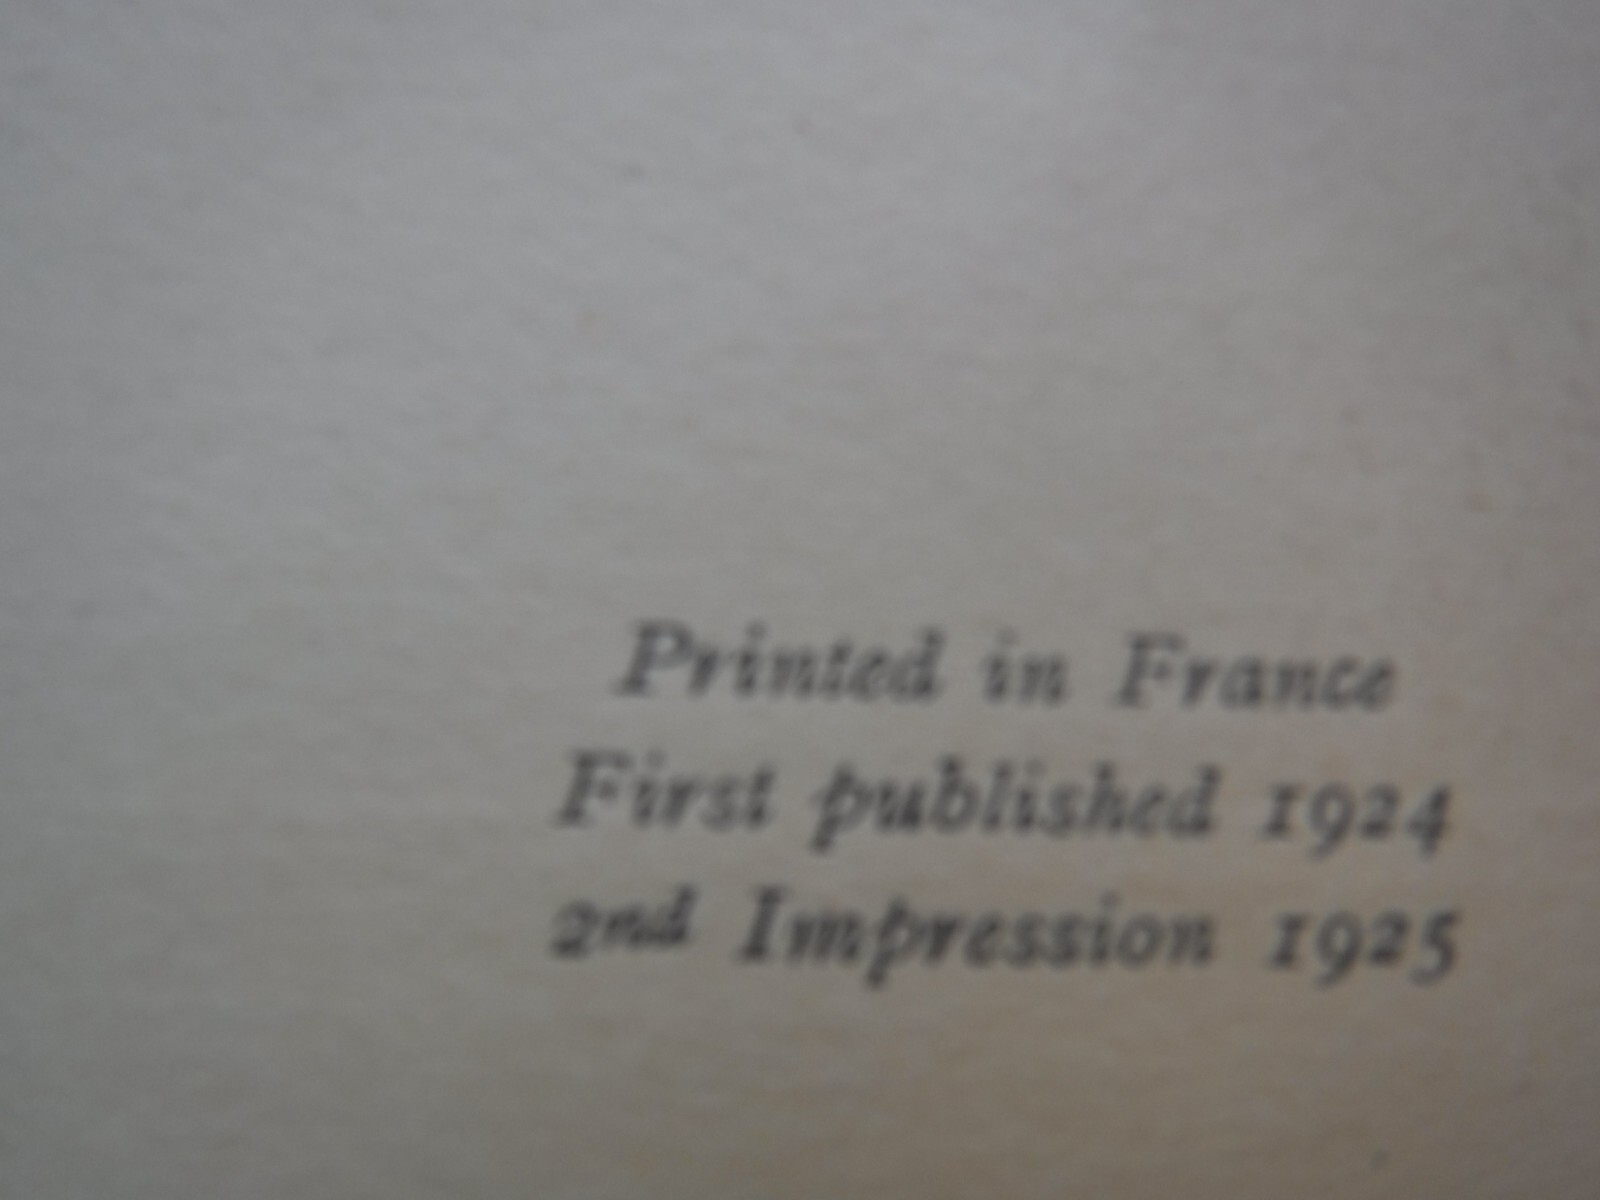 Printed in France
First published 1924
2nd Impression 1925